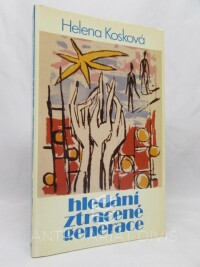 Helena Kosková
hledání
ztracené
generace